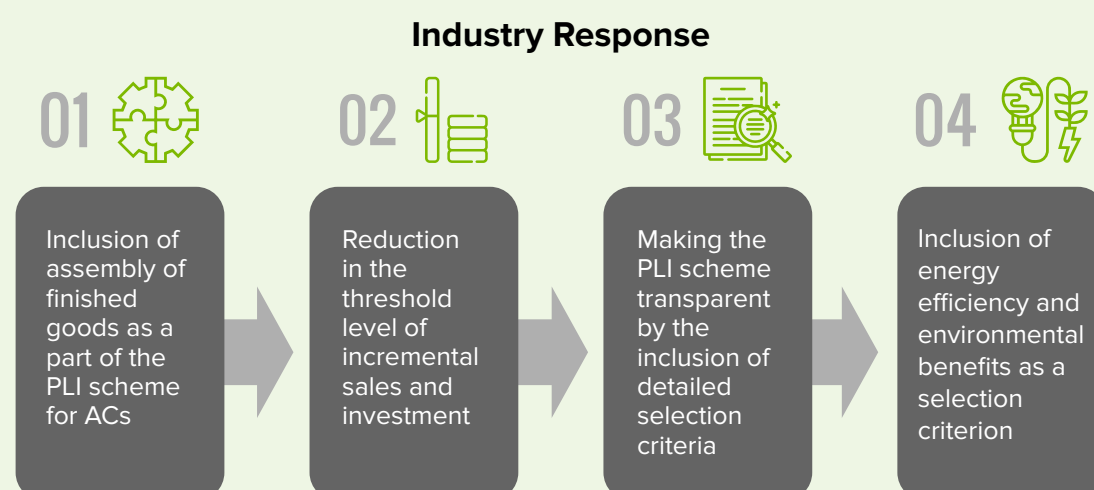 Industry Response
01
Inclusion of
assembly of
finished
goods as a
part of the
PLI scheme
for ACs
02
Reduction
in the
threshold
level of
incremental
sales and
investment
03
Making the
PLI scheme
transparent
by the
inclusion of
detailed
selection
criteria
04
Inclusion of
energy
efficiency and
environmental
benefits as a
selection
criterion